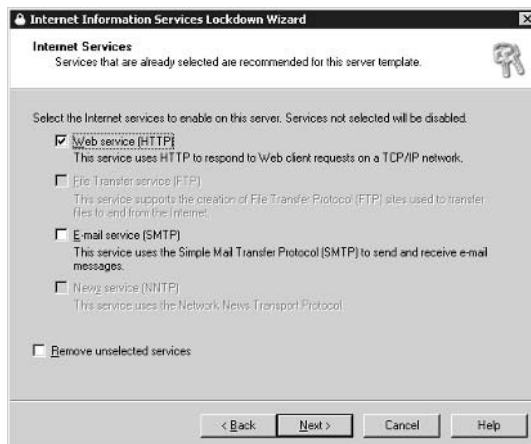 Internet Information Services Lockdown Wizard
Internet Services
Services that are already selected are recommended for this server template.
Select the Internet services to enable on this server. Services not selected will be disabled.
Web service (HTTP)
This service uses HTTP to respond to Web client requests on a TCP/IP network.
File Transfer service (FTP)
This service supports the creation of File Transfer Protocol (FTP) sites used to transfer
files to and from the Internet.
E-mail service (SMTP)
This service uses the Simple Mail Transfer Protocol (SMTP) to send and receive e-mail
messages.
News service (NNTP)
This service uses the Network News Transport Protocol
Remove unselected services
< Back Next > Cancel Help